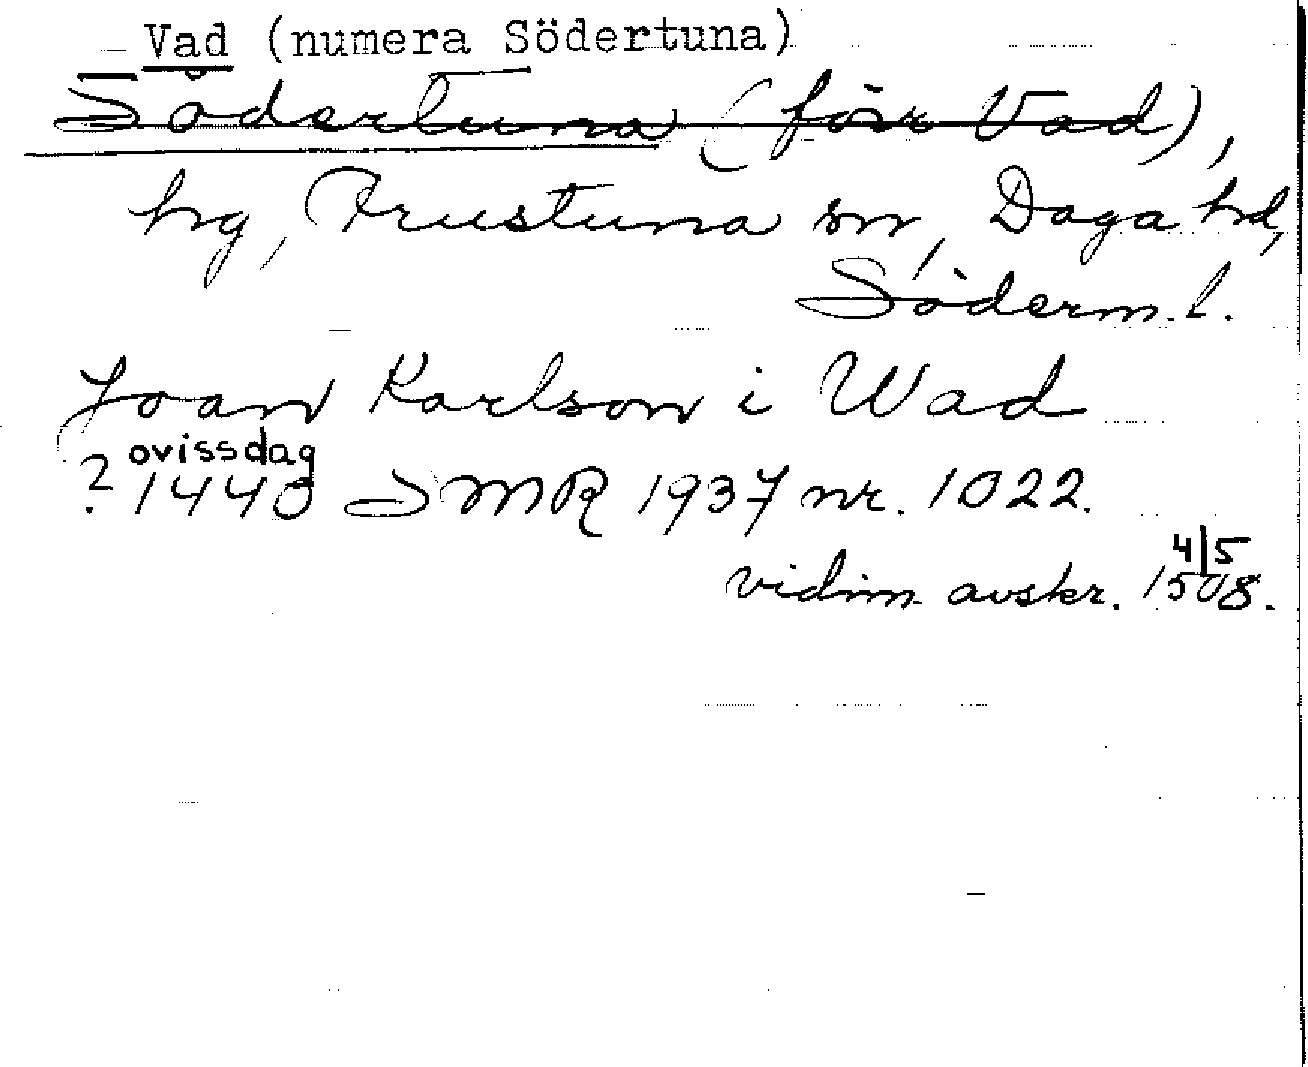 Vad (numera Södertuna)
Södertuna (förr Vad),
hg, Frustuna sn, Daga hd,
Söderm. l.
Joan Karlson i Wad
ovissdag
? 1440 SMR 1937 nr. 1022.
4/5
vidim. avskr. 1508.